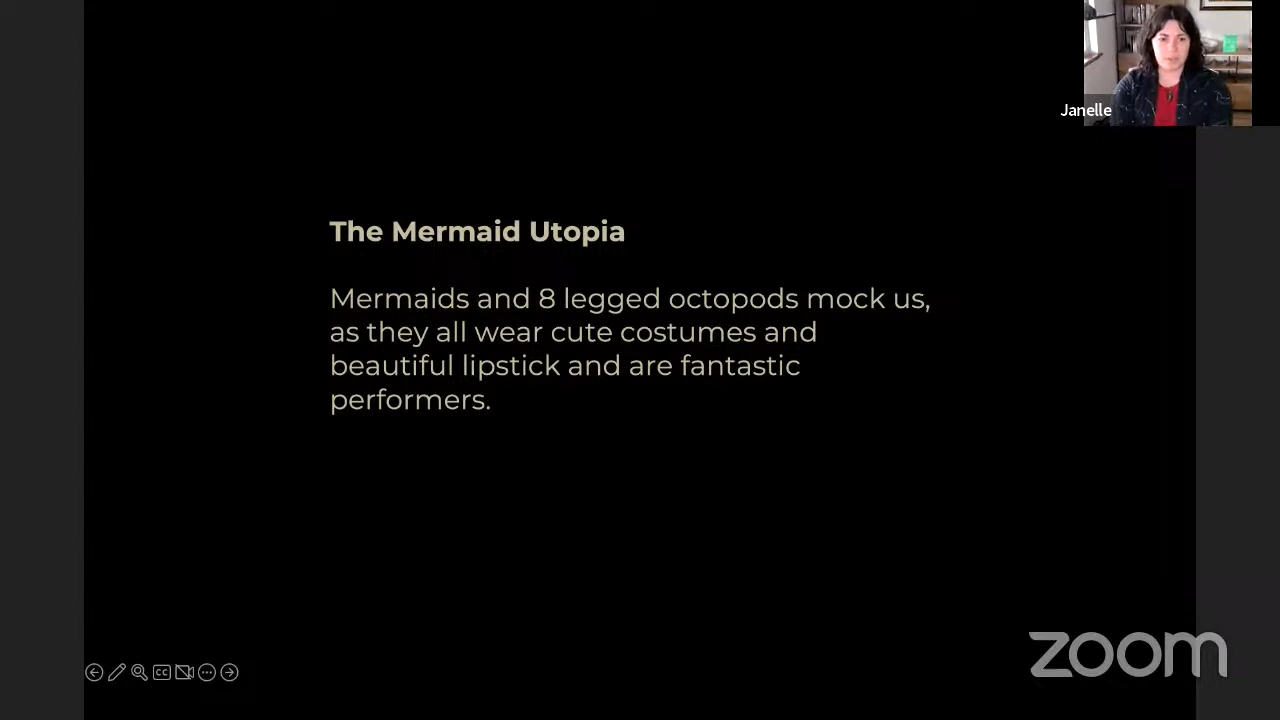 Janelle
The Mermaid Utopia
Mermaids and 8 legged octopods mock us,
as they all wear cute costumes and
beautiful lipstick and are fantastic
performers.
CC
zoom